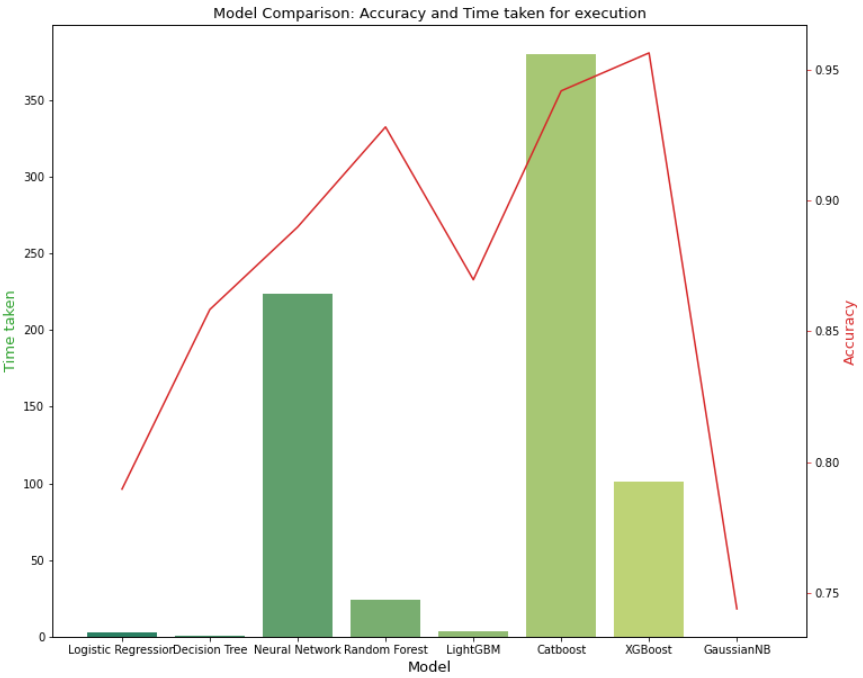 Model Comparison: Accuracy and Time taken for execution
350
300
250
200
150
100
50
0
Time taken
0.95
0.90
0.85
0.80
0.75
Accuracy
Logistic Regression Decision Tree Neural Network Random Forest LightGBM Catboost XGBoost GaussianNB
Model